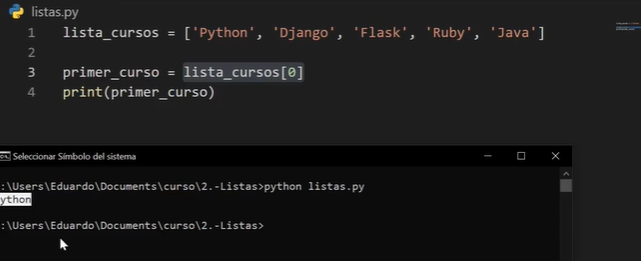 listas.py
1 lista_cursos = ['Python', 'Django', 'Flask', 'Ruby', 'Java']
2
3 primer_curso = lista_cursos[0]
4 print(primer_curso)
Seleccionar Símbolo del sistema
:\Users\Eduardo\Documents\curso\2.-Listas>python listas.py
ython
:\Users\Eduardo\Documents\curso\2.-Listas>